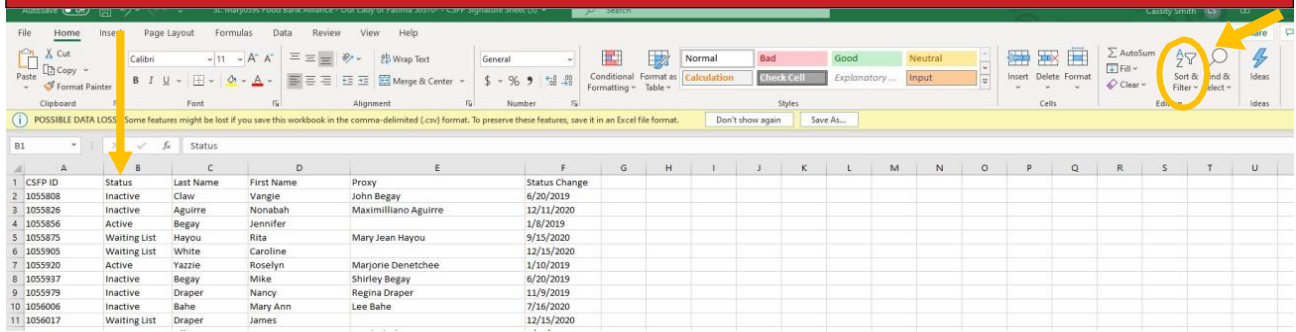 AutoSave Off St. Mary's Food Bank Alliance - Our Lady of Fatima - CSFP Signature Sheet (3) Search Cassity Smith CS
File Home Insert Page Layout Formulas Data Review View Help
Cut Calibri 11 A^ A˅ Wrap Text General Normal Bad Good Neutral AutoSum
Paste Copy Fill
Format Painter B I U A Merge & Center $ % 9 Conditional Formatting Format as Table Calculation Check Cell Explanatory ... Input Insert Delete Format Clear Sort & Filter Find & Select Ideas
Clipboard Font Alignment Number Styles Cells Editing Ideas
POSSIBLE DATA LOSS Some features might be lost if you save this workbook in the comma-delimited (.csv) format. To preserve these features, save it in an Excel file format. Don't show again Save As...
B1 fx Status
A B C D E F G H I J K L M N O P Q R S T U
1 CSFP ID Status Last Name First Name Proxy Status Change
2 1055808 Inactive Claw Vangie John Begay 6/20/2019
3 1055826 Inactive Aguirre Nonabah Maximilliano Aguirre 12/11/2020
4 1055856 Active Begay Jennifer 1/8/2019
5 1055875 Waiting List Hayou Rita Mary Jean Hayou 9/15/2020
6 1055905 Waiting List White Caroline 12/15/2020
7 1055920 Active Yazzie Roselyn Marjorie Denetchee 1/10/2019
8 1055937 Inactive Begay Mike Shirley Begay 6/20/2019
9 1055979 Inactive Draper Nancy Regina Draper 11/9/2019
10 1056006 Inactive Bahe Mary Ann Lee Bahe 7/16/2020
11 1056017 Waiting List Draper James 12/15/2020